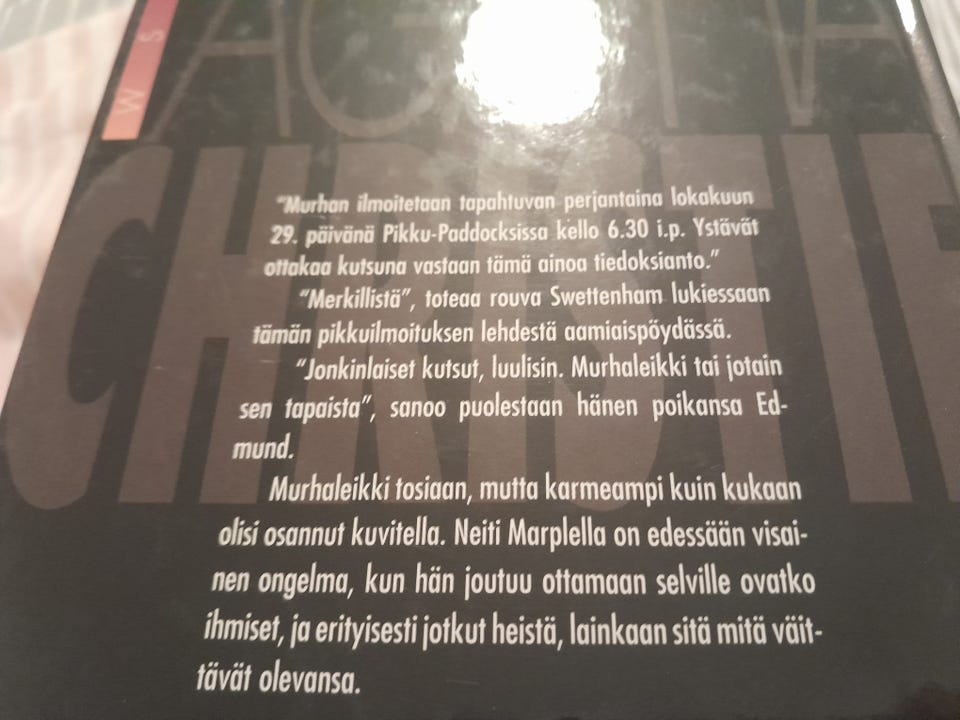 W S
AGATHA
CHRISTIE
"Murhan ilmoitetaan tapahtuvan perjantaina lokakuun
29. päivänä Pikku-Paddocksissa kello 6.30 i.p. Ystävät
ottakaa kutsuna vastaan tämä ainoa tiedoksianto."
"Merkillistä", toteaa rouva Swettenham lukiessaan
tämän pikkuilmoituksen lehdestä aamiaispöydässä.
"Jonkinlaiset kutsut, luulisin. Murhaleikki tai jotain
sen tapaista", sanoo puolestaan hänen poikansa Ed-
mund.
Murhaleikki tosiaan, mutta karmeampi kuin kukaan
olisi osannut kuvitella. Neiti Marplella on edessään visai-
nen ongelma, kun hän joutuu ottamaan selville ovatko
ihmiset, ja erityisesti jotkut heistä, lainkaan sitä mitä väit-
tävät olevansa.